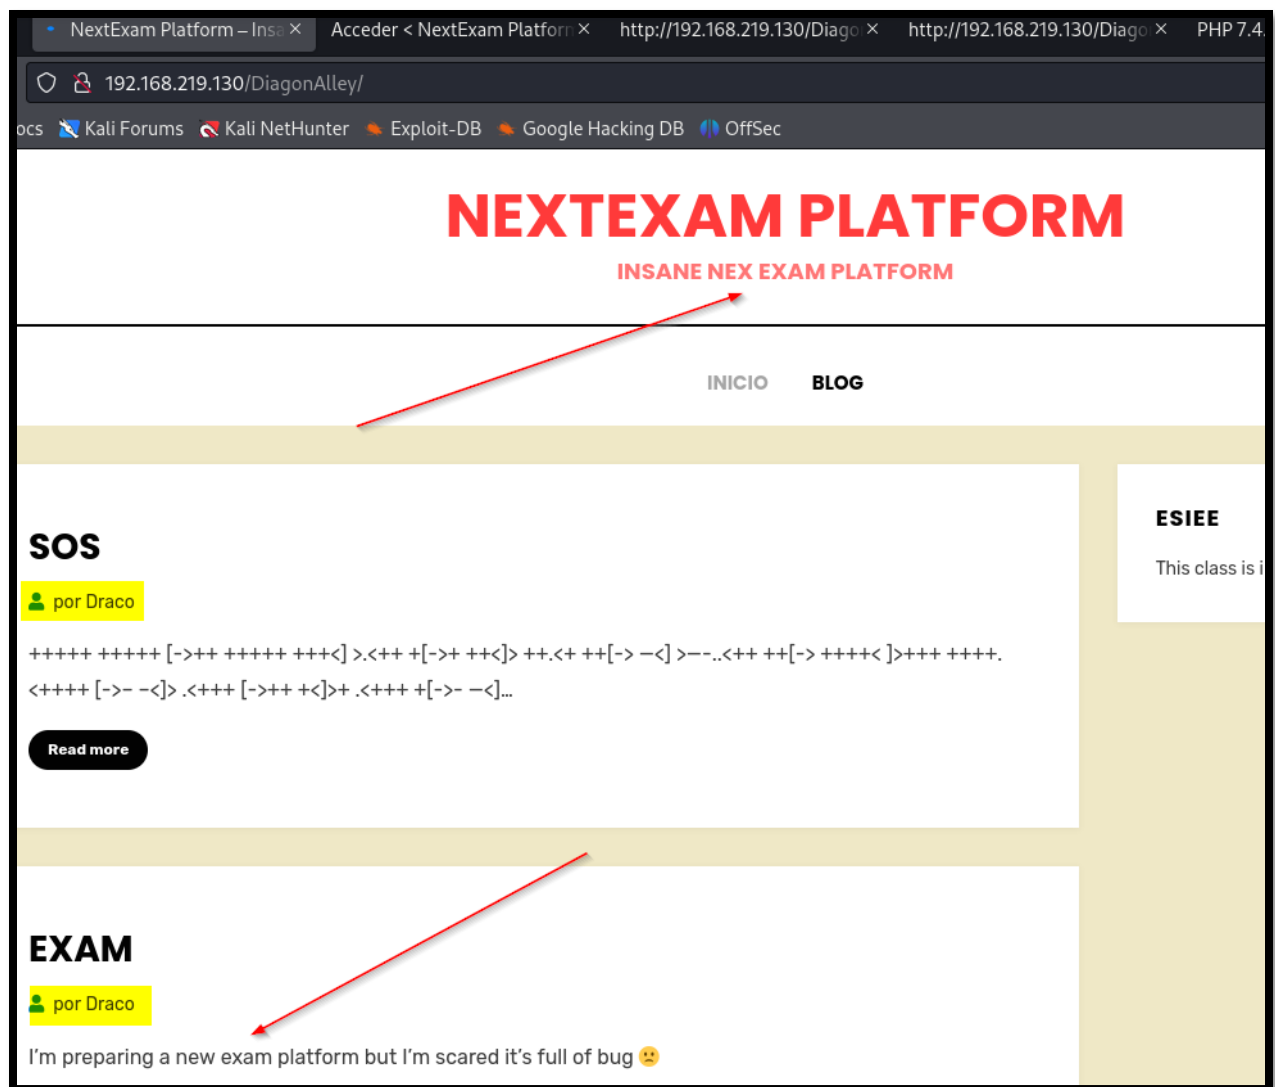 NextExam Platform – Insa
Acceder < NextExam Platform
http://192.168.219.130/Diago
http://192.168.219.130/Diago
PHP 7.4.
192.168.219.130/DiagonAlley/
ocs
Kali Forums
Kali NetHunter
Exploit-DB
Google Hacking DB
OffSec
NEXTEXAM PLATFORM
INSANE NEX EXAM PLATFORM
INICIO
BLOG
SOS
por Draco
+++++ +++++ [->++ +++++ +++<] >.<++ +[->+ ++<]> ++.<+ ++[-> —<] >—-..<++ ++[-> ++++< ]>+++ ++++.
<++++ [->- -<]> .<+++ [->++ +<]>+ .<+++ +[->- —<]…
Read more
ESIEE
This class is i
EXAM
por Draco
I'm preparing a new exam platform but I'm scared it's full of bug 🙁